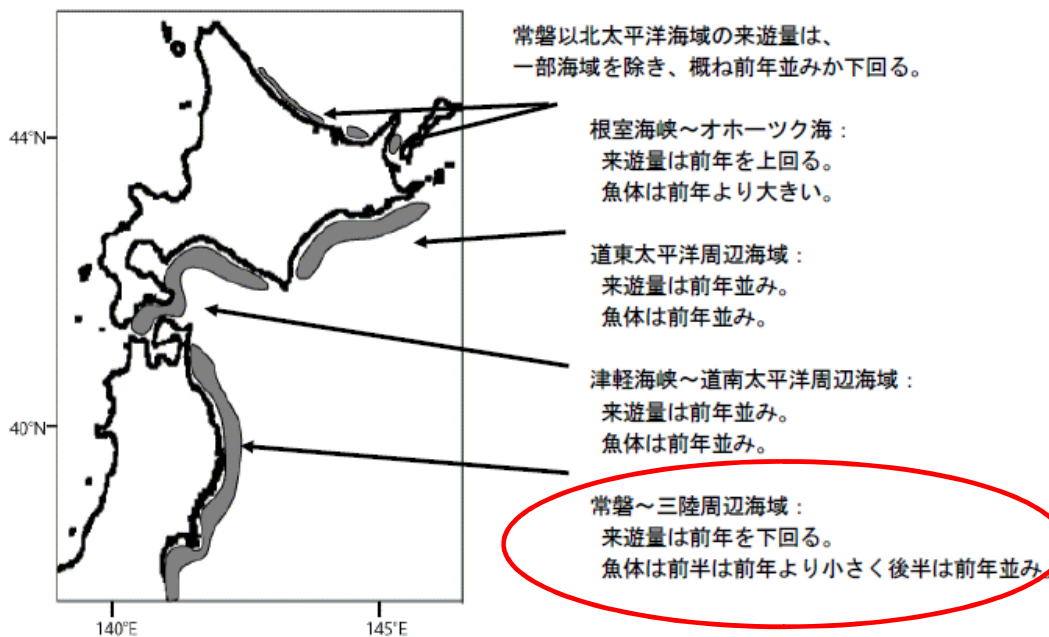 常磐以北太平洋海域の来遊量は、
一部海域を除き、概ね前年並みか下回る。
根室海峡～オホーツク海：
来遊量は前年を上回る。
魚体は前年より大きい。
道東太平洋周辺海域：
来遊量は前年並み。
魚体は前年並み。
津軽海峡～道南太平洋周辺海域：
来遊量は前年並み。
魚体は前年並み。
常磐～三陸周辺海域：
来遊量は前年を下回る。
魚体は前半は前年より小さく後半は前年並み。
44°N
40°N
140°E
145°E